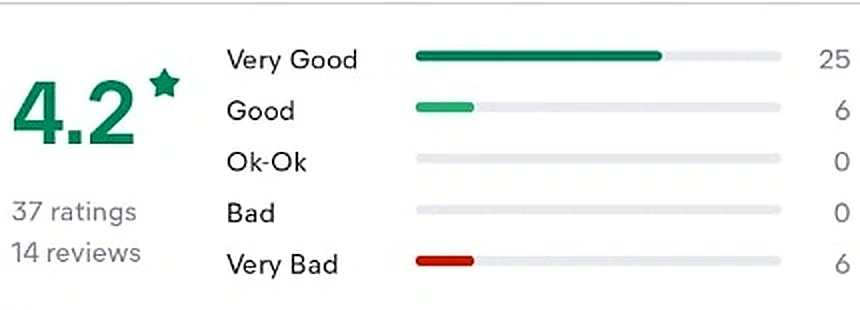 4.2
37 ratings
14 reviews
Very Good 25
Good 6
Ok-Ok 0
Bad 0
Very Bad 6